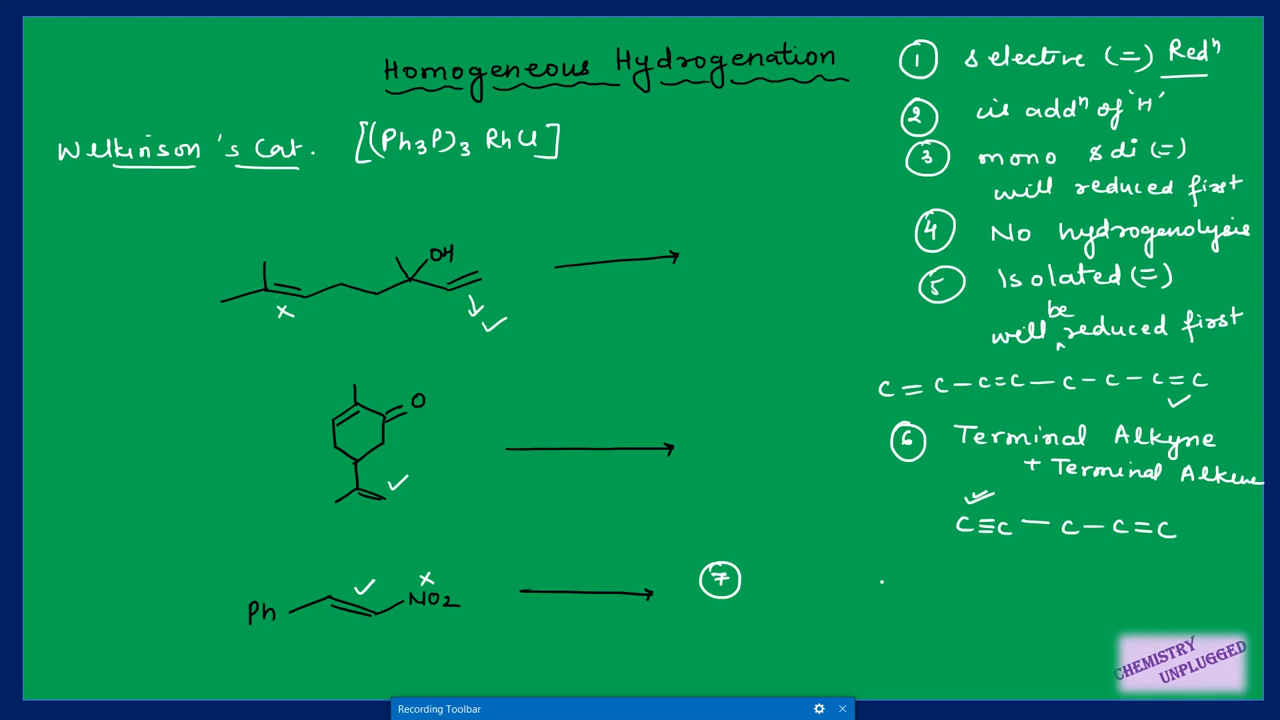 Homogeneous Hydrogenation
Wilkinson's Cat. [(Ph3P)3 RhCl]
OH
x
O
Ph NO2
x
① selective (=) Redⁿ
② cis addⁿ of 'H'
③ mono & di (=)
will reduced first
④ No hydrogenolysis
⑤ Isolated (=)
will be reduced first
C=C-C=C-C-C-C=C
⑥ Terminal Alkyne
+ Terminal Alkene
C≡C-C-C=C
⑦
CHEMISTRY
UNPLUGGED
Recording Toolbar